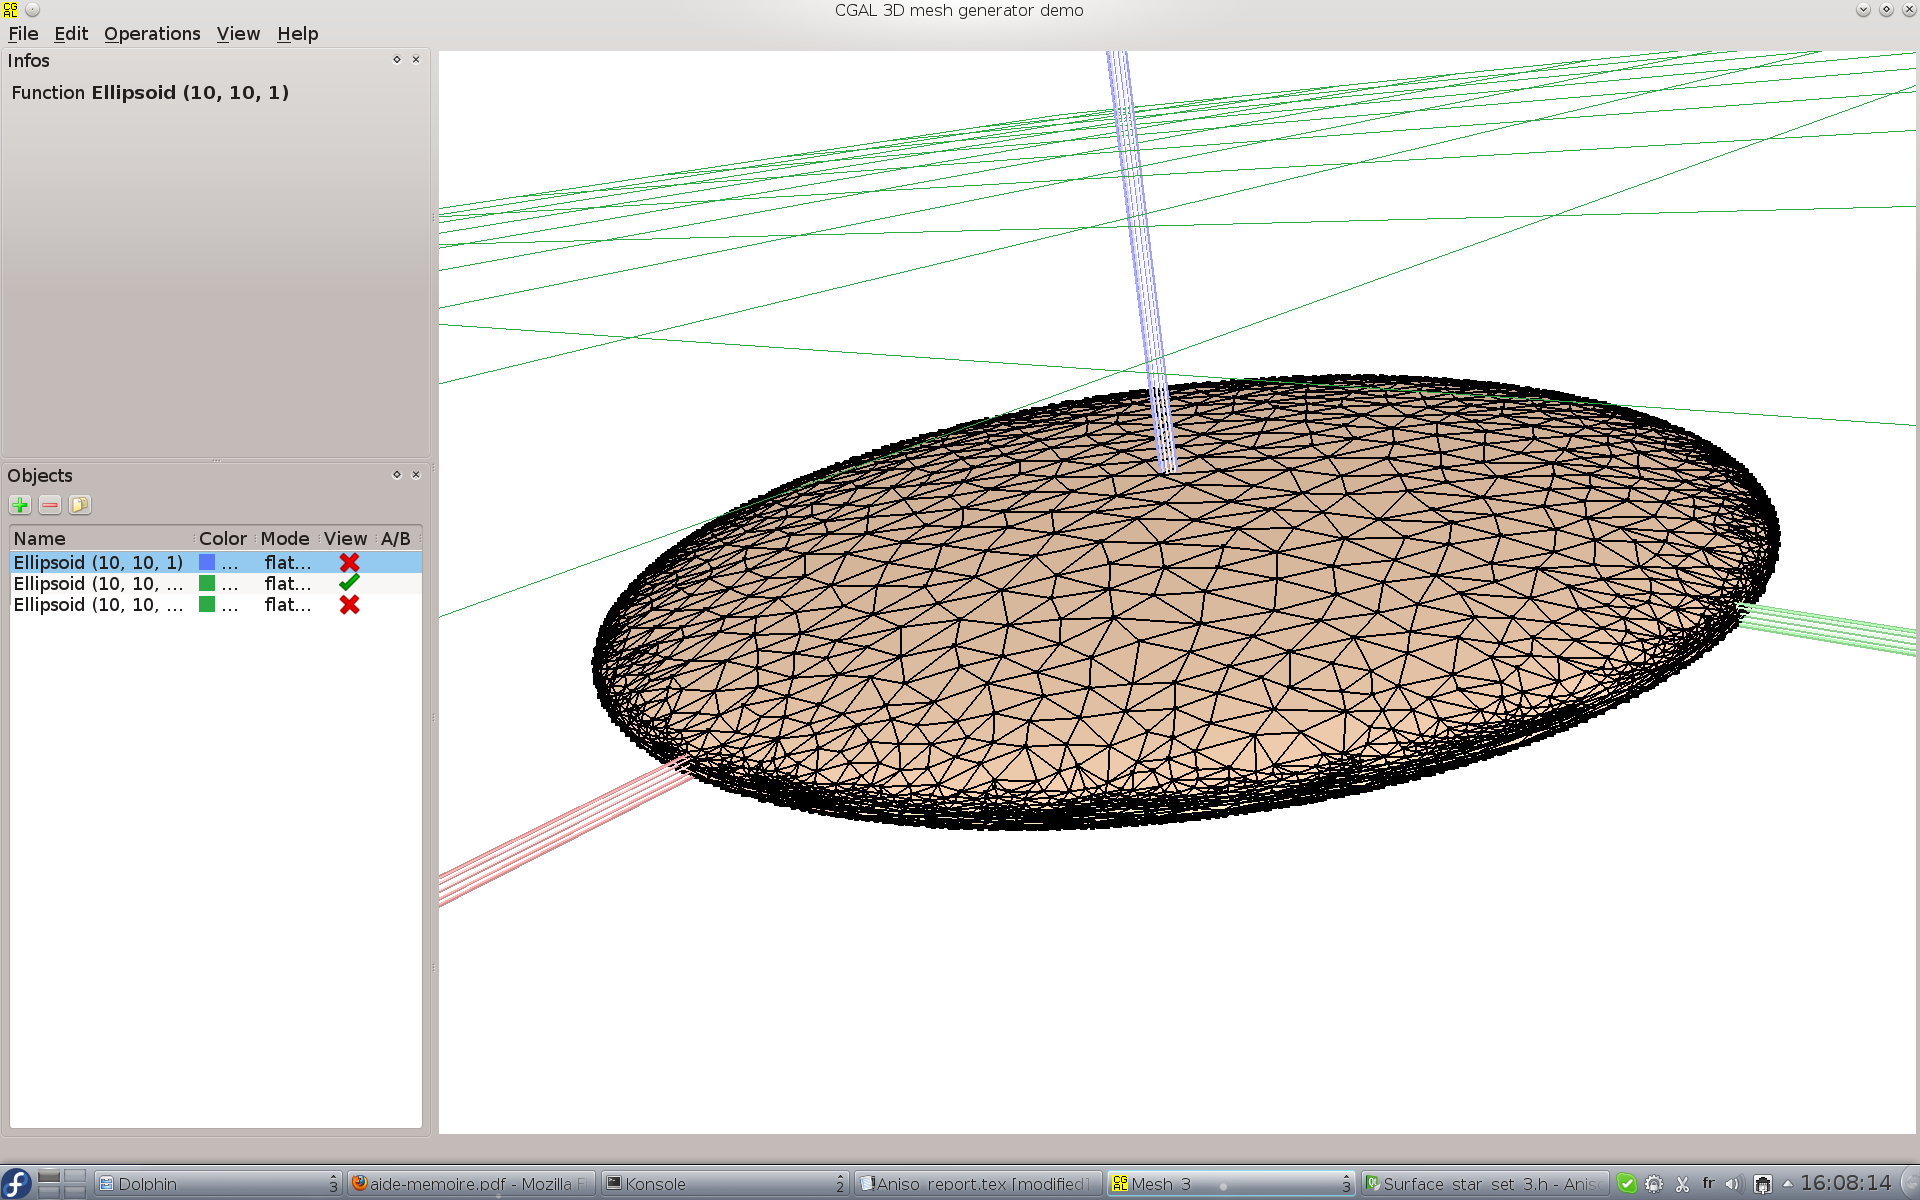 CGAL 3D mesh generator demo
File Edit Operations View Help
Infos
Function Ellipsoid (10, 10, 1)
Objects
Name Color Mode View A/B
Ellipsoid (10, 10, 1) ... flat...
Ellipsoid (10, 10, ... ... flat...
Ellipsoid (10, 10, ... ... flat...
Dolphin 3 aide-memoire.pdf - Mozilla F Konsole 2 Aniso_report.tex [modified] CGAL Mesh_3 3 Surface_star_set_3.h - Anis fr 16:08:14